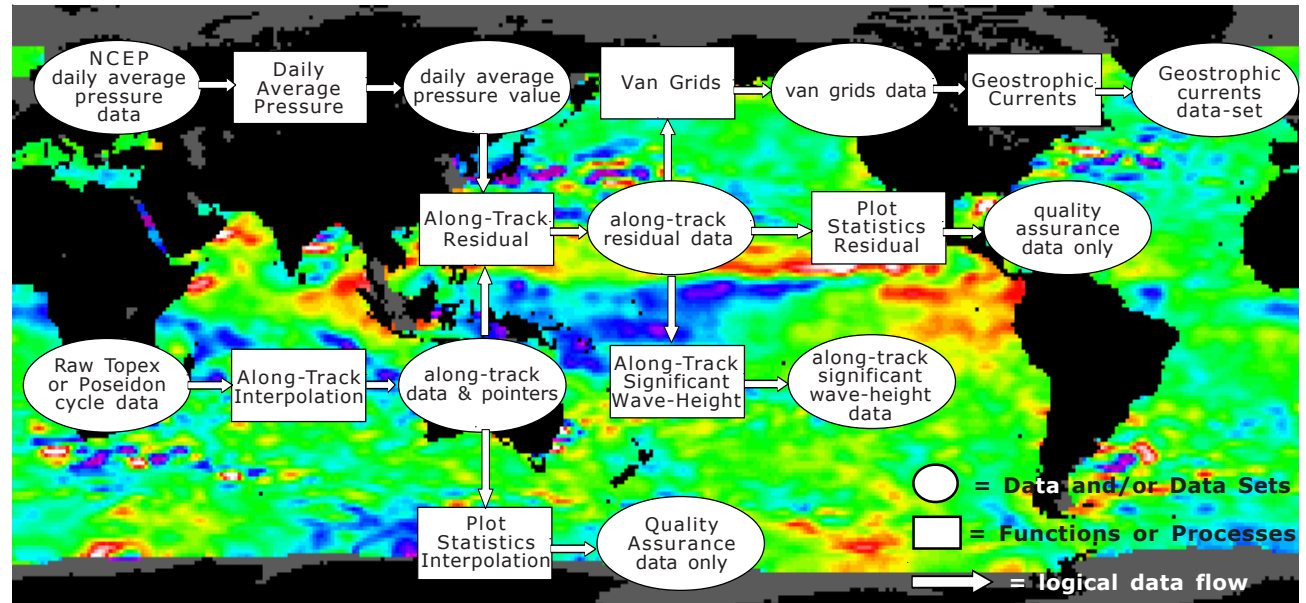 NCEP
daily average
pressure
data
Daily
Average
Pressure
daily average
pressure value
Van Grids
van grids data
Geostrophic
Currents
Geostrophic
currents
data-set
Along-Track
Residual
along-track
residual data
Plot
Statistics
Residual
quality
assurance
data only
Raw Topex
or Poseidon
cycle data
Along-Track
Interpolation
along-track
data & pointers
Along-Track
Significant
Wave-Height
along-track
significant
wave-height
data
Plot
Statistics
Interpolation
Quality
Assurance
data only
= Data and/or Data Sets
= Functions or Processes
= logical data flow